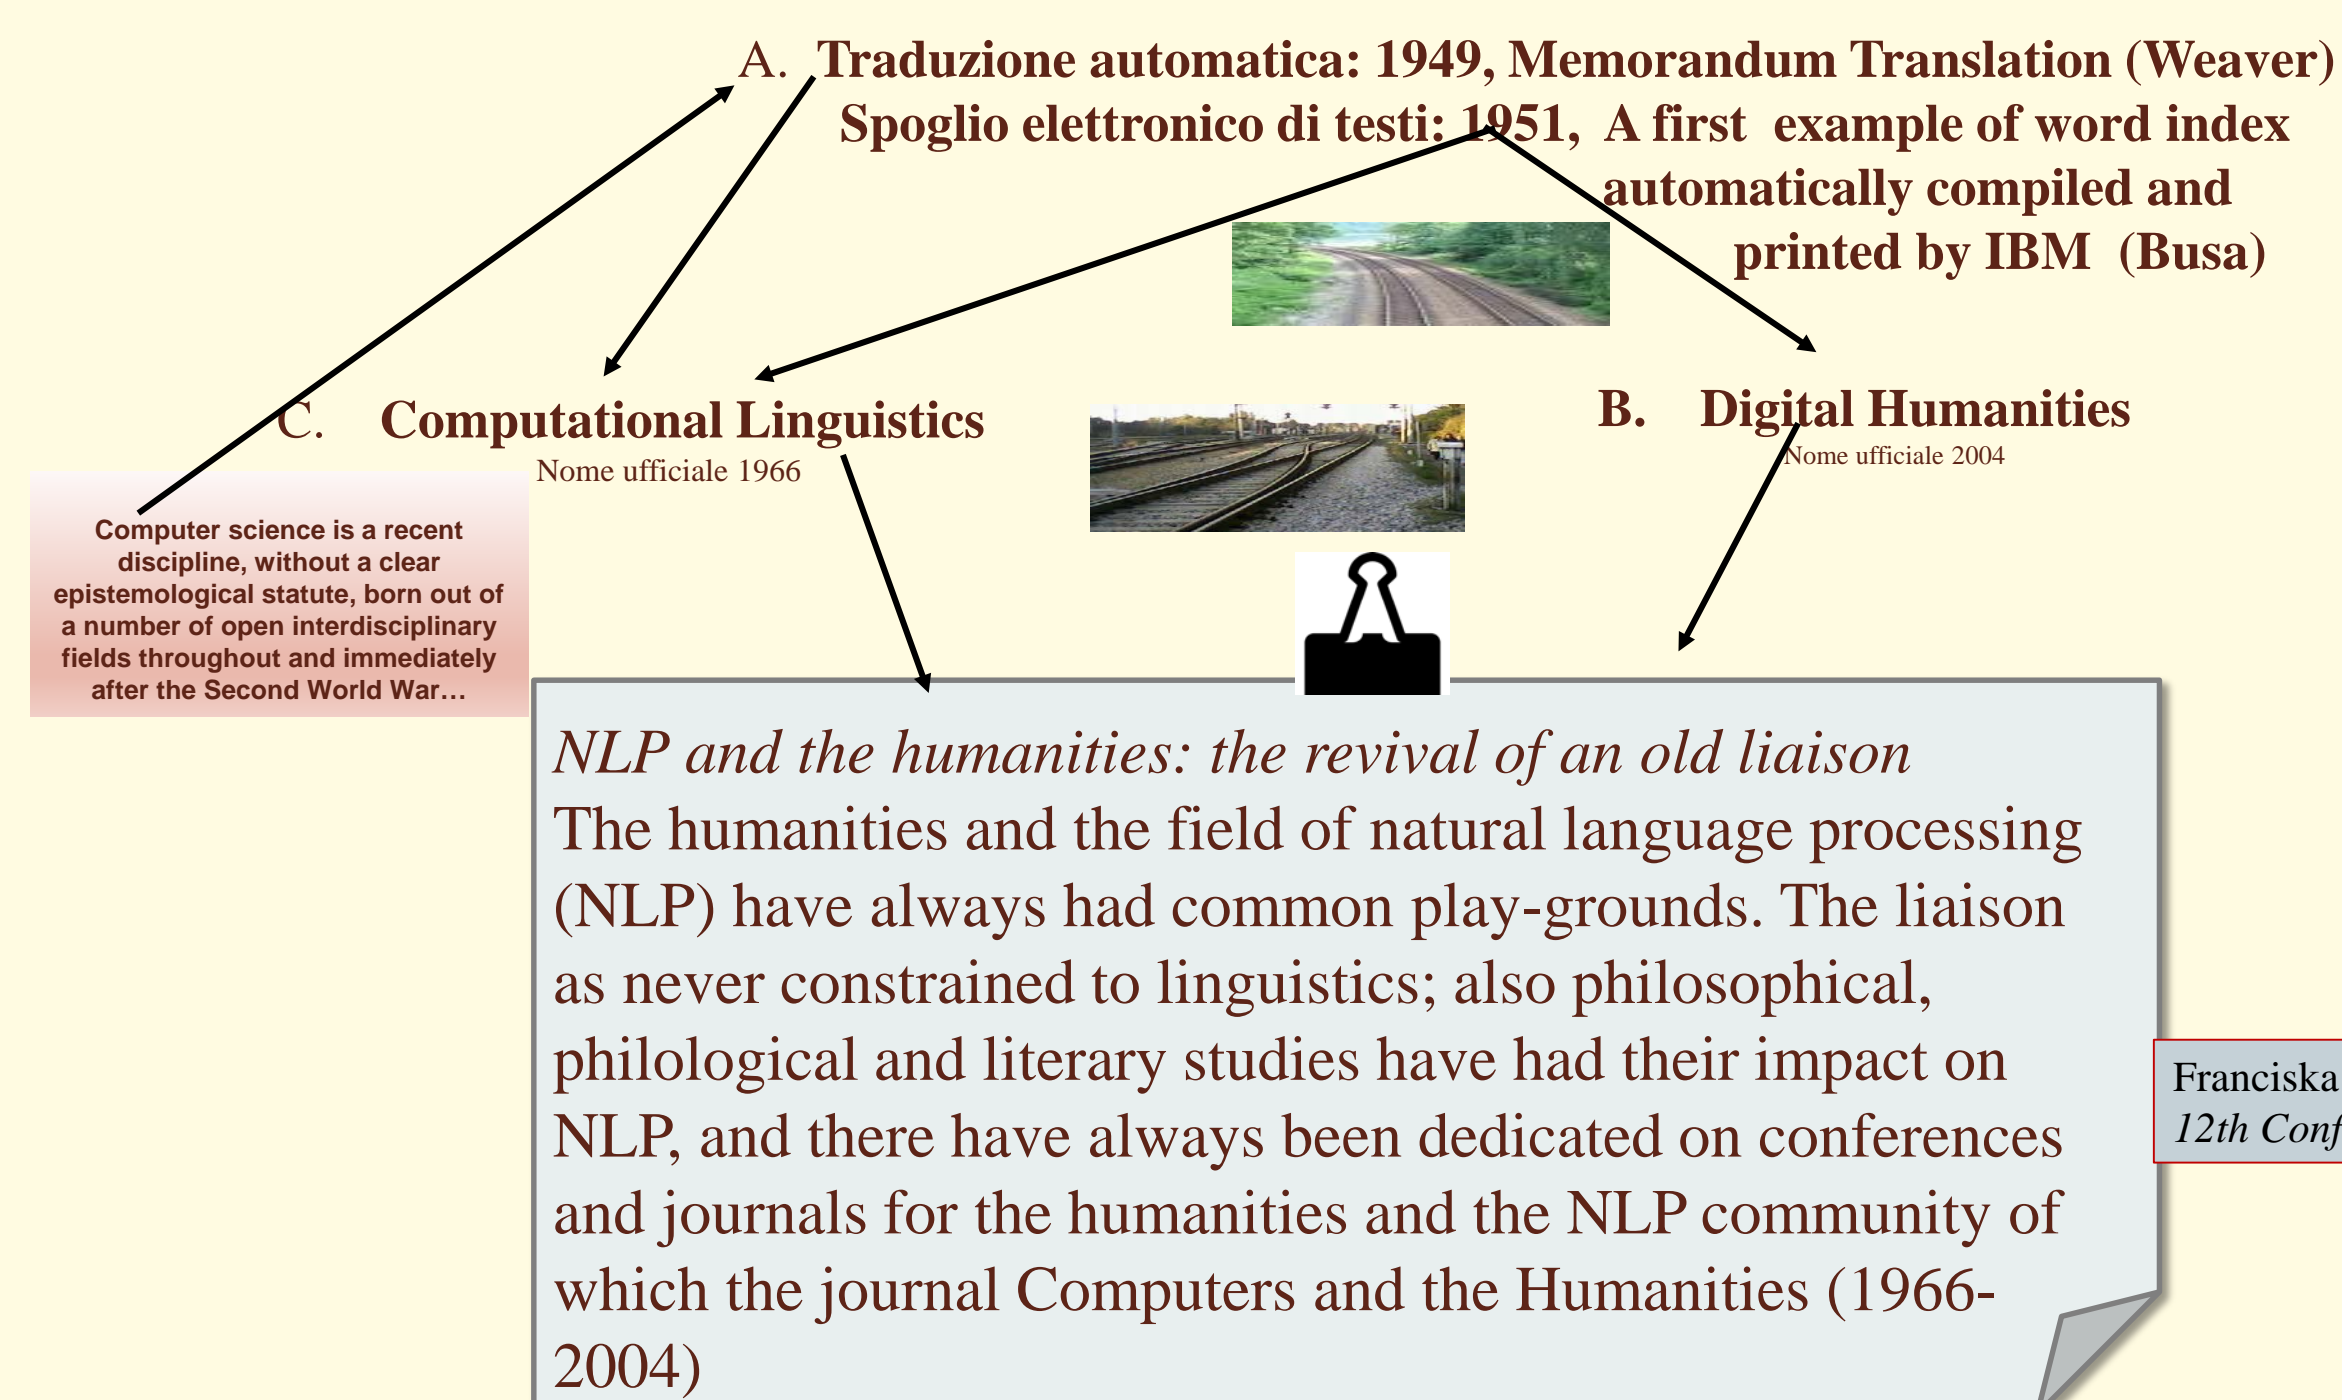 A. Traduzione automatica: 1949, Memorandum Translation (Weaver)
Spoglio elettronico di testi: 1951, A first example of word index
automatically compiled and
printed by IBM (Busa)
C. Computational Linguistics
Nome ufficiale 1966
B. Digital Humanities
Nome ufficiale 2004
Computer science is a recent
discipline, without a clear
epistemological statute, born out of
a number of open interdisciplinary
fields throughout and immediately
after the Second World War…
NLP and the humanities: the revival of an old liaison
The humanities and the field of natural language processing
(NLP) have always had common play-grounds. The liaison
as never constrained to linguistics; also philosophical,
philological and literary studies have had their impact on
NLP, and there have always been dedicated on conferences
and journals for the humanities and the NLP community of
which the journal Computers and the Humanities (1966-
2004)
Franciska
12th Conf